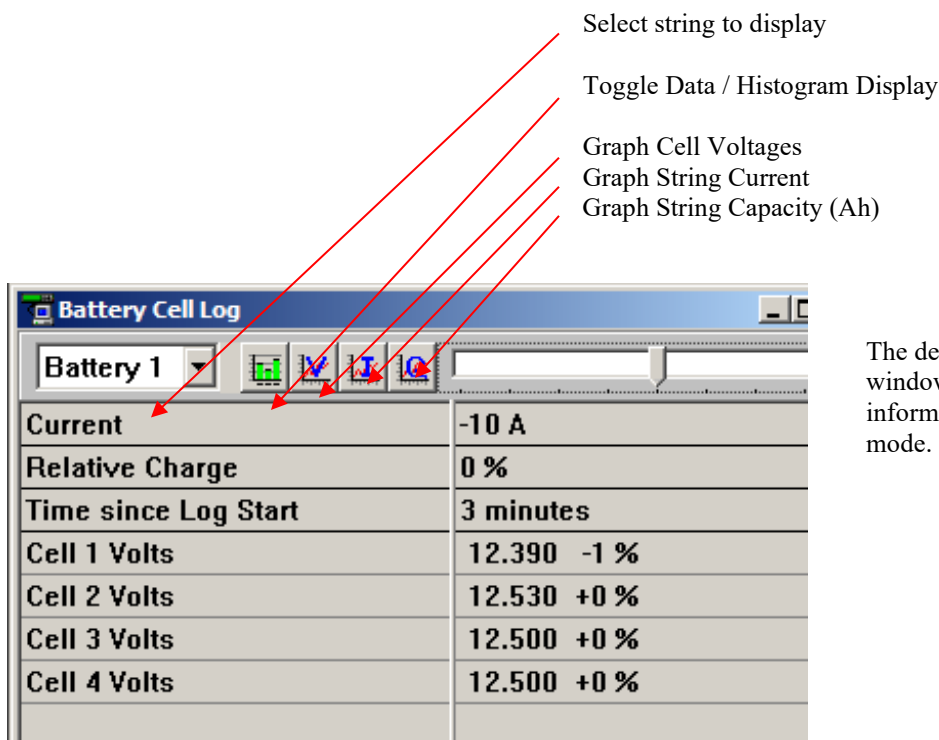 Select string to display
Toggle Data / Histogram Display
Graph Cell Voltages
Graph String Current
Graph String Capacity (Ah)
Battery Cell Log
Battery 1
V
I
Q
Current -10 A
Relative Charge 0 %
Time since Log Start 3 minutes
Cell 1 Volts 12.390 -1 %
Cell 2 Volts 12.530 +0 %
Cell 3 Volts 12.500 +0 %
Cell 4 Volts 12.500 +0 %
The de
window
inform
mode.